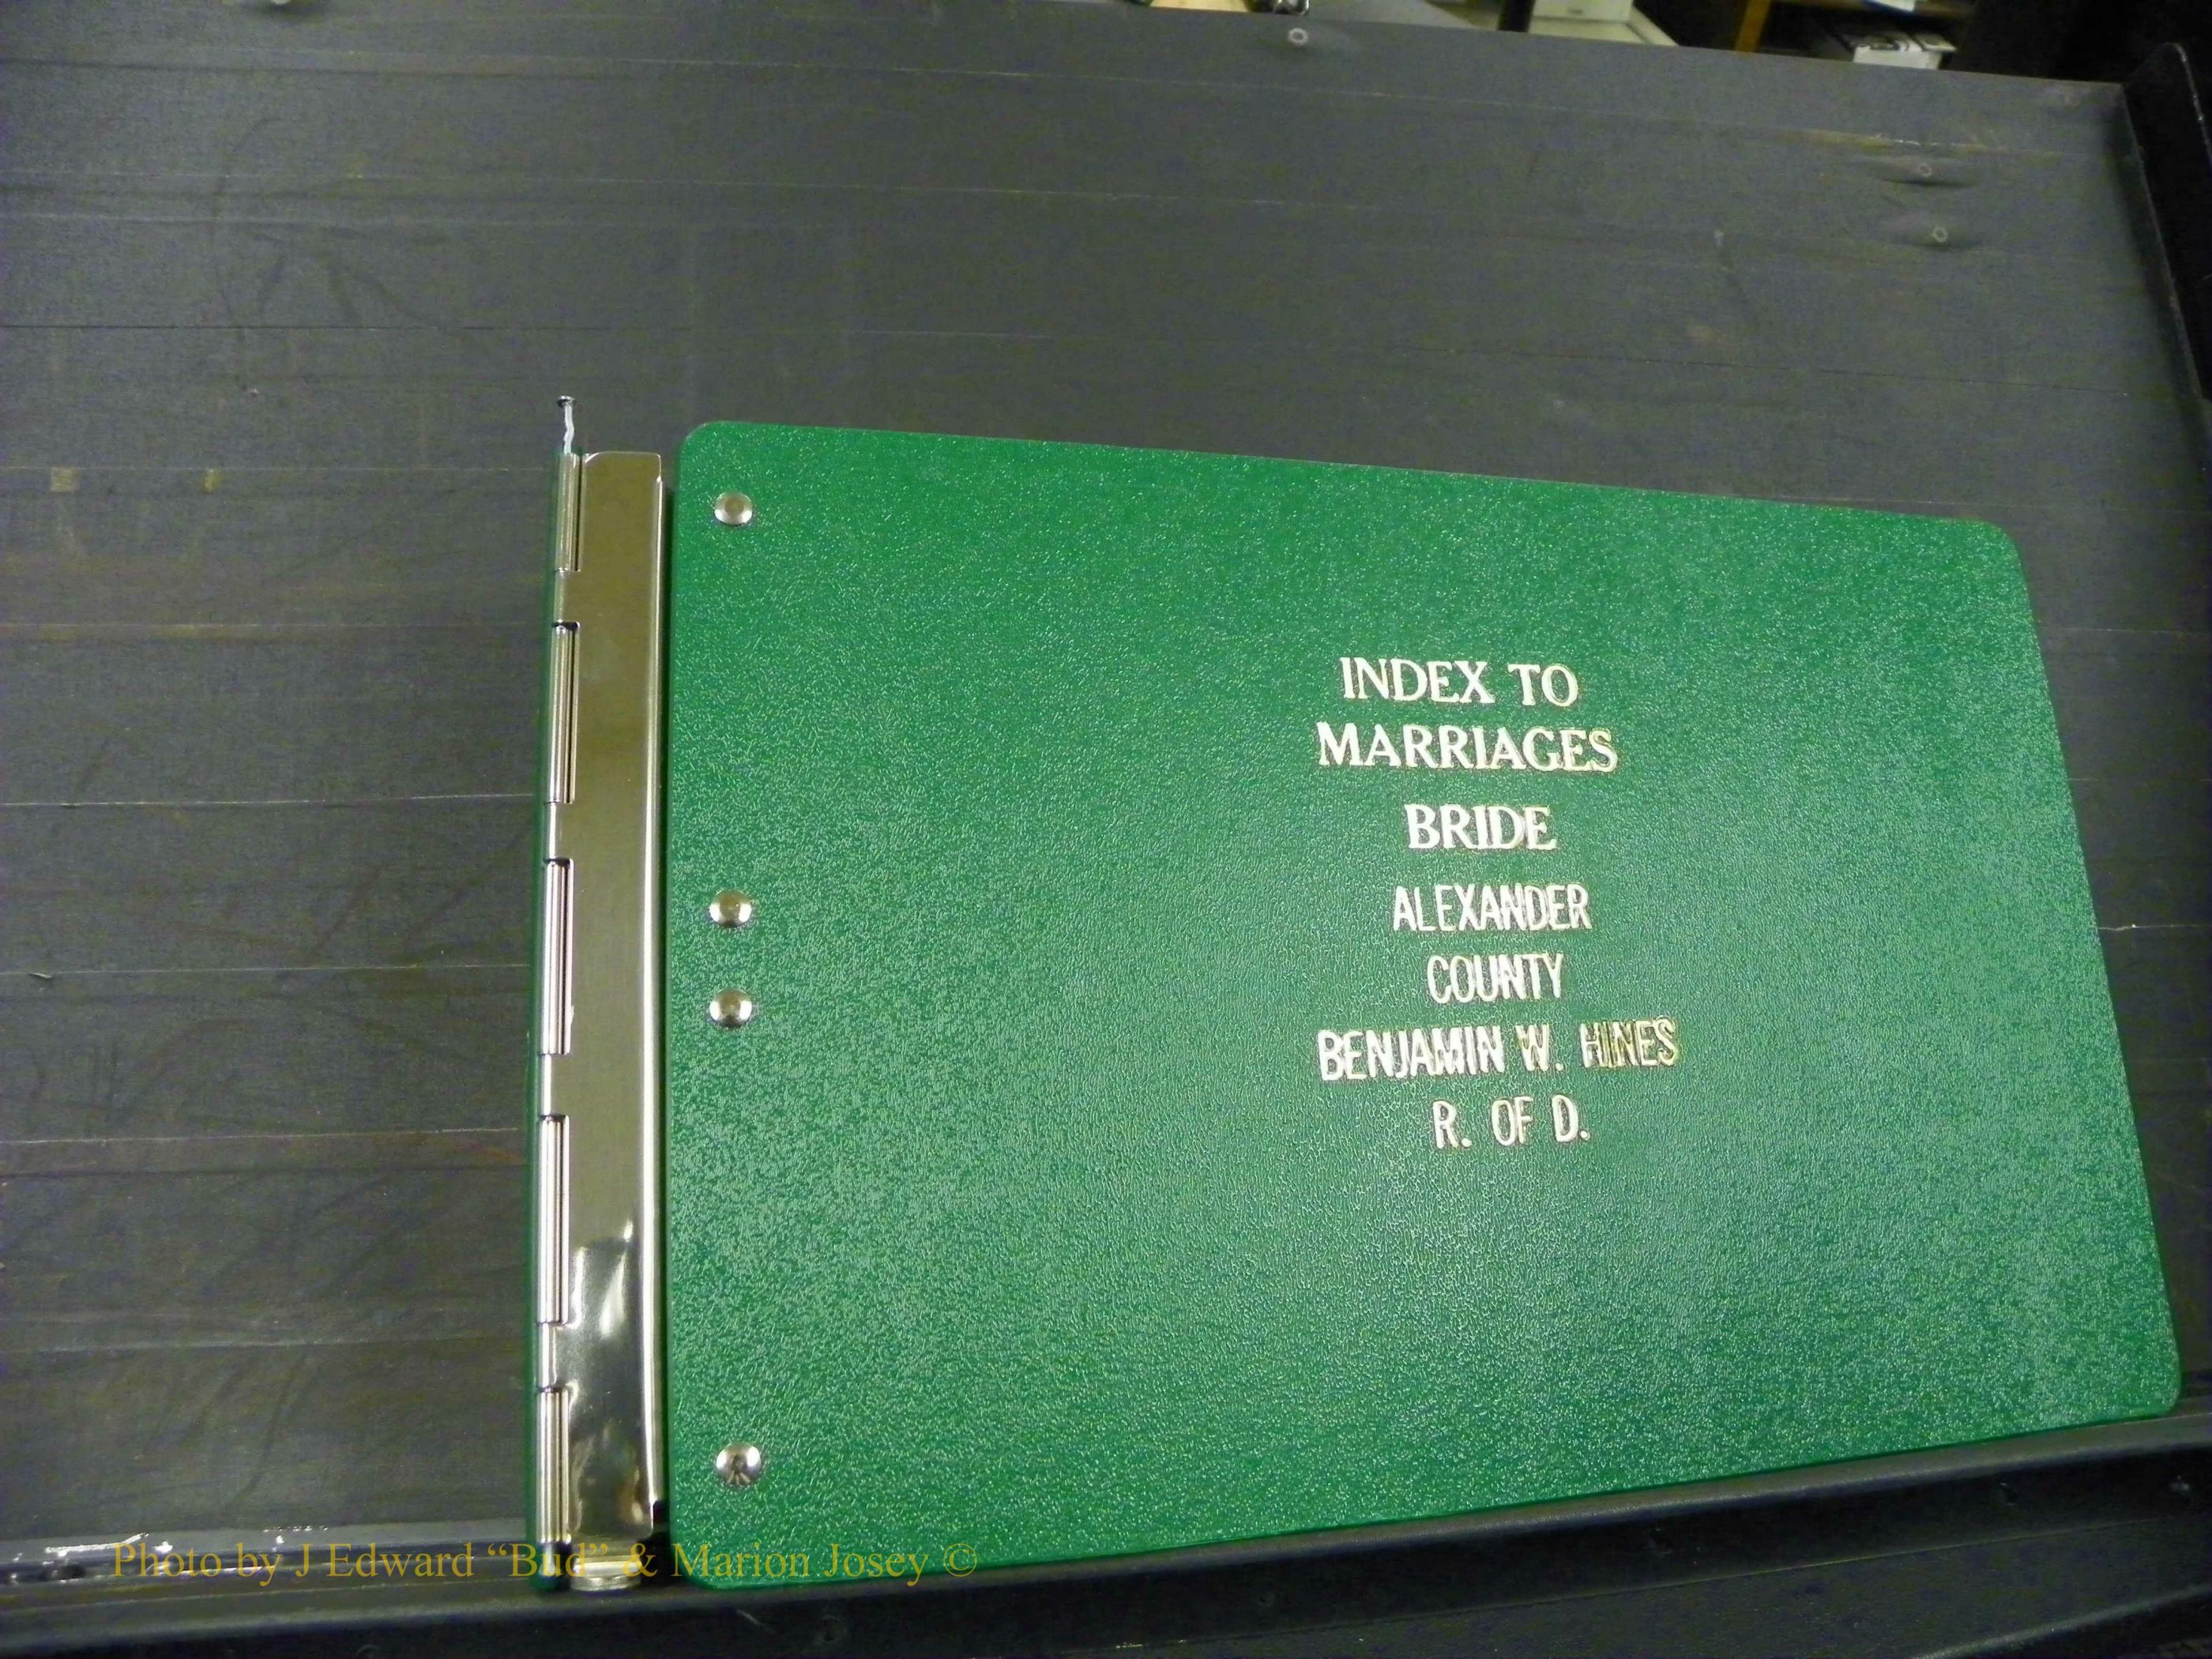 INDEX TO
MARRIAGES
BRIDE
ALEXANDER
COUNTY
BENJAMIN W. HINES
R. OF D.
Photo by J Edward “Bud” & Marion Josey ©